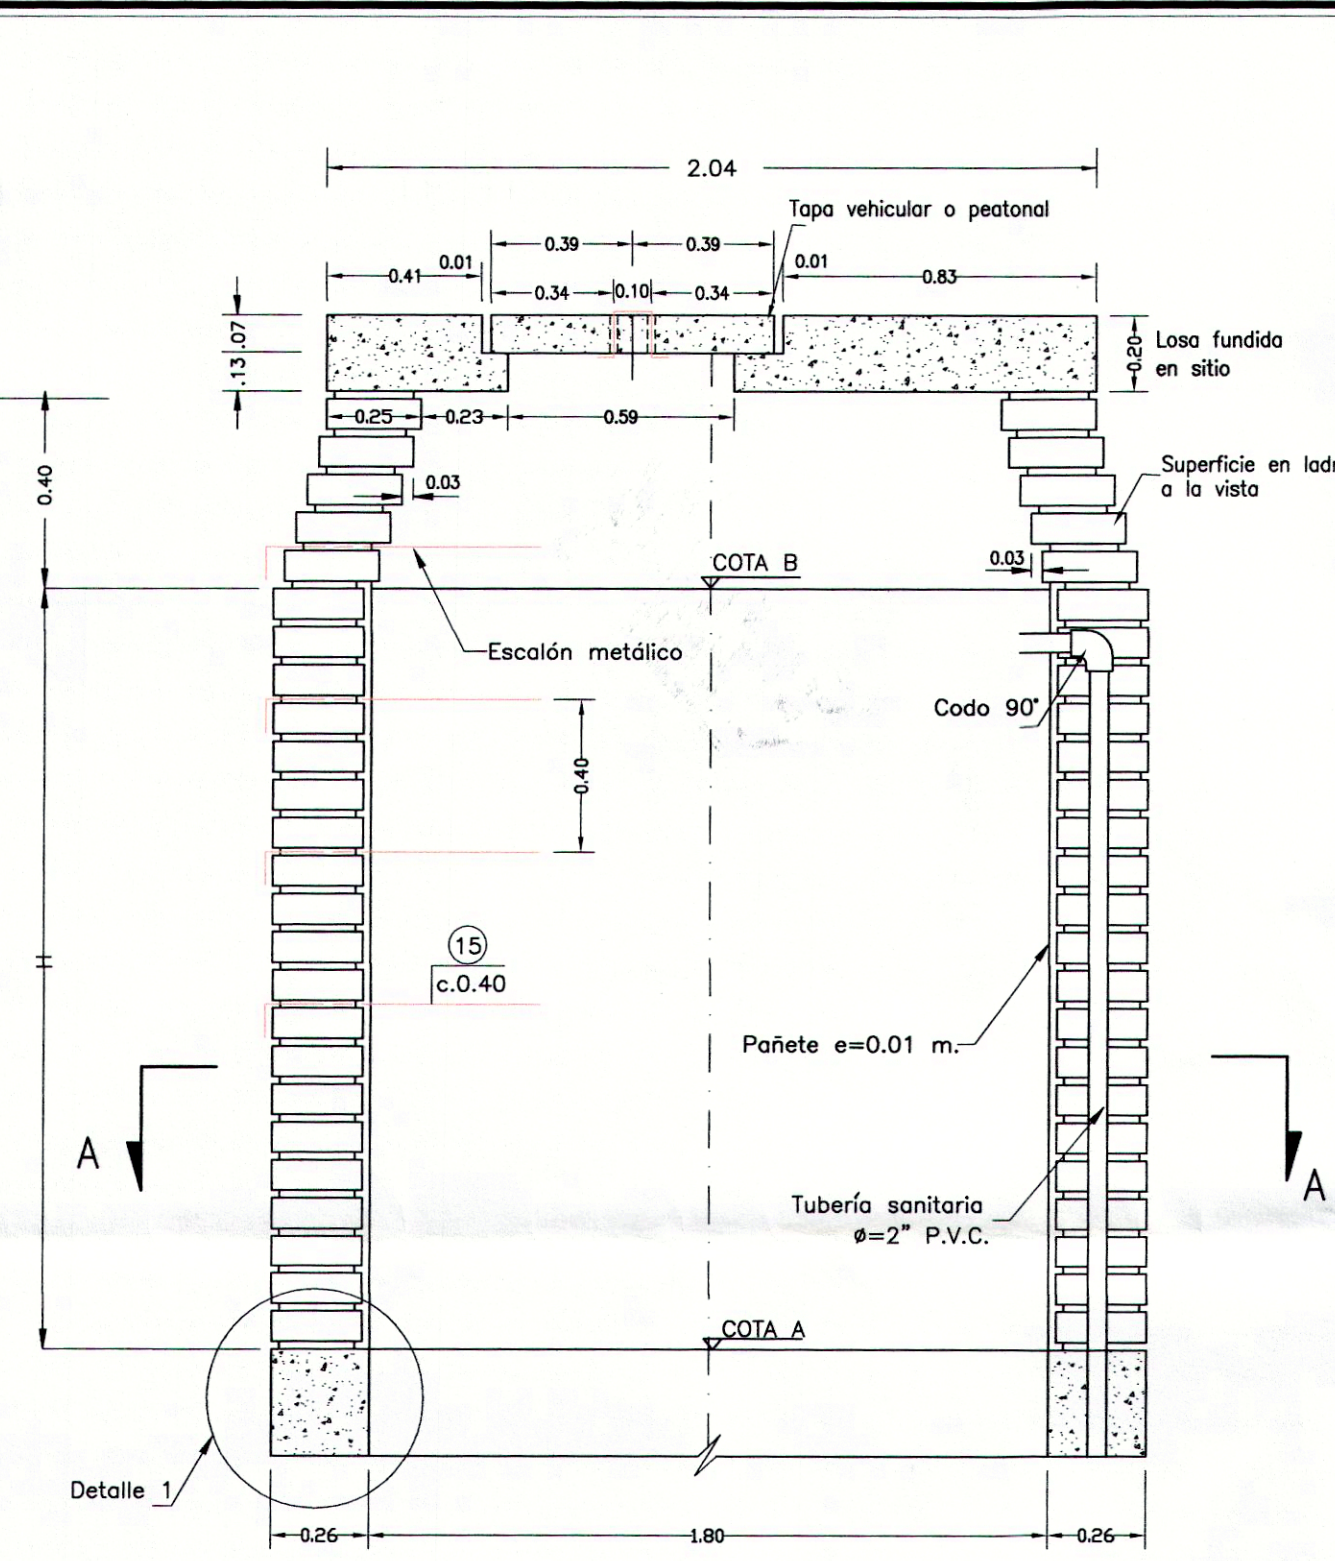 2.04
Tapa vehicular o peatonal
0.39
0.39
0.41
0.01
0.01
0.83
0.34
0.10
0.34
.07
.13
0.20
Losa fundida
en sitio
0.25
0.23
0.59
0.40
0.03
Superficie en ladr
a la vista
0.03
COTA B
Escalón metálico
Codo 90°
0.40
15
c.0.40
H
Pañete e=0.01 m.
A
A
Tubería sanitaria
ø=2" P.V.C.
COTA A
Detalle 1
0.26
1.80
0.26